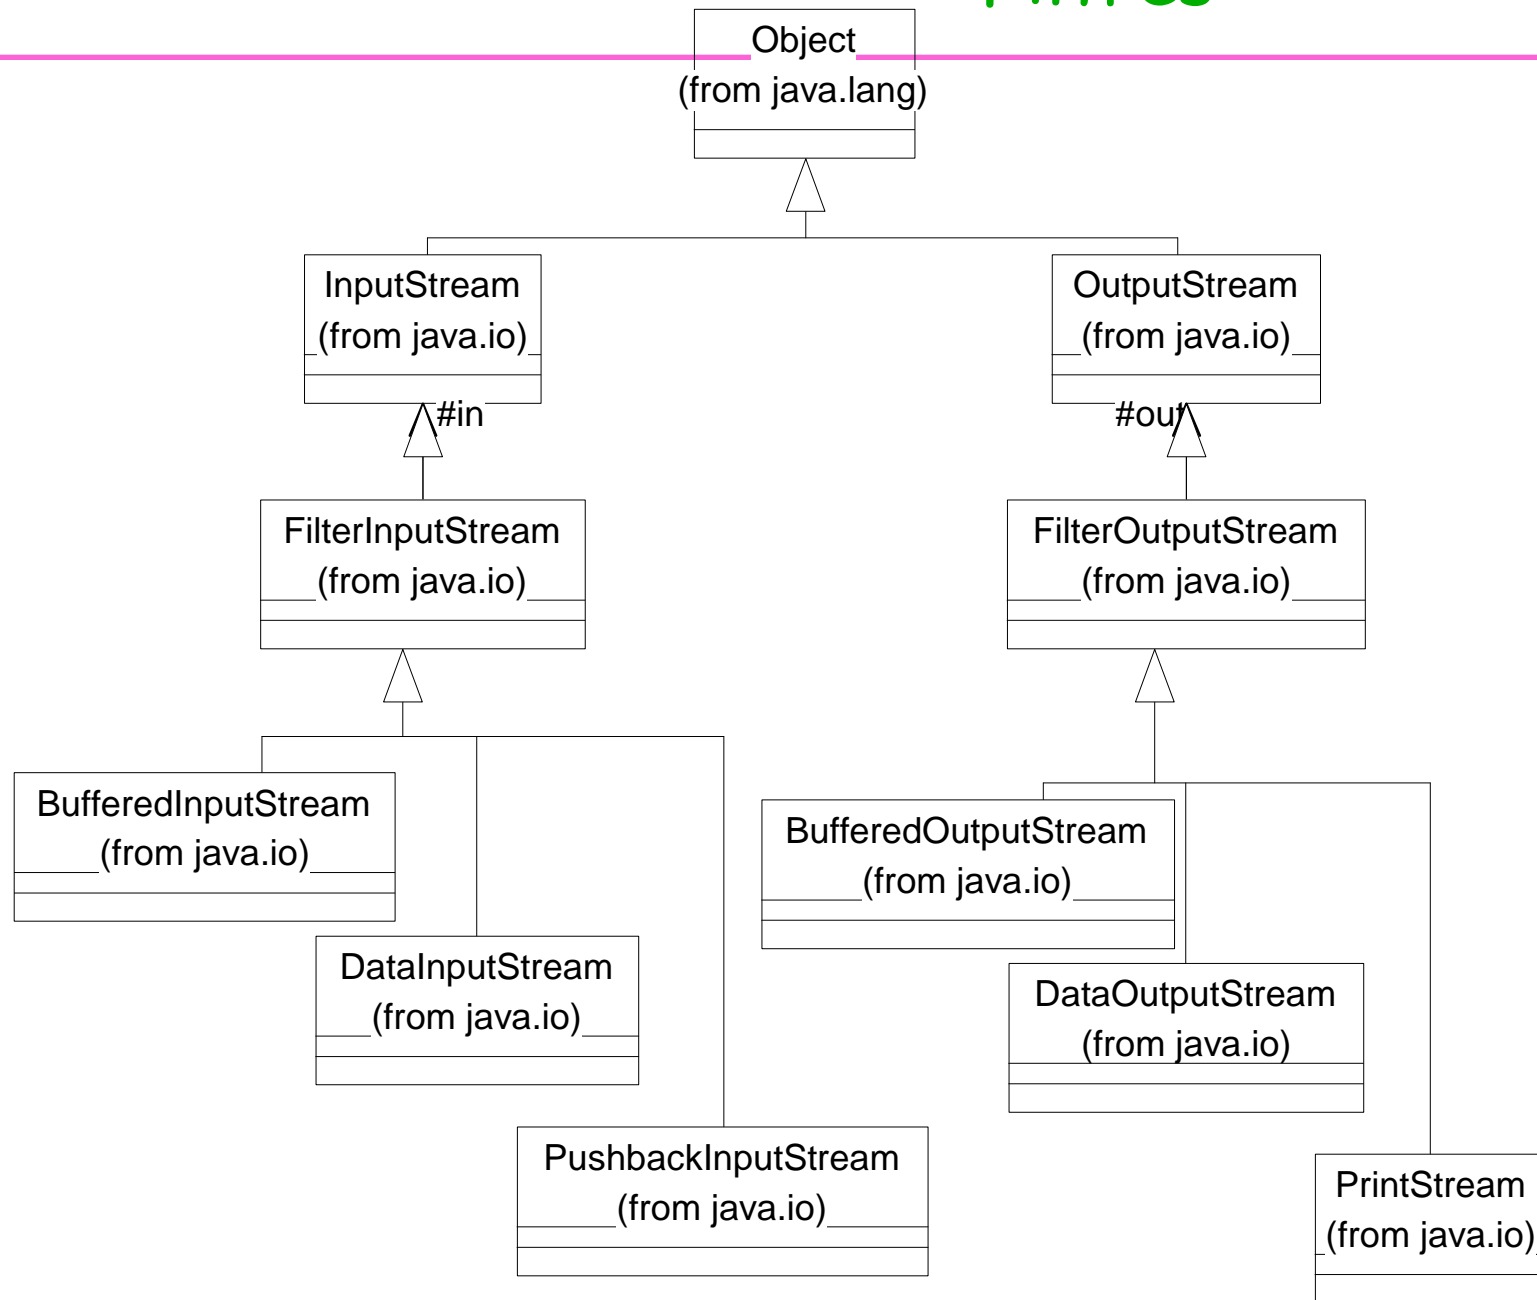 Object
(from java.lang)
InputStream
(from java.io)
OutputStream
(from java.io)
#in
#out
FilterInputStream
(from java.io)
FilterOutputStream
(from java.io)
BufferedInputStream
(from java.io)
BufferedOutputStream
(from java.io)
DataInputStream
(from java.io)
DataOutputStream
(from java.io)
PushbackInputStream
(from java.io)
PrintStream
(from java.io)